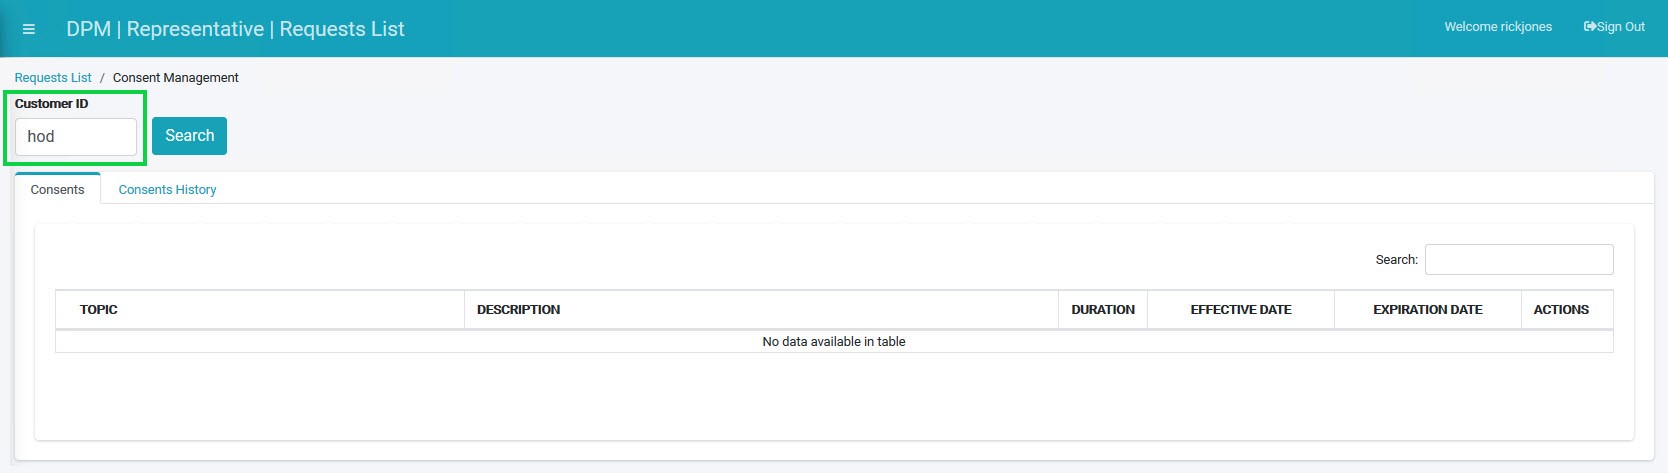 DPM | Representative | Requests List
Welcome rickjones
Sign Out
Requests List / Consent Management
Customer ID
hod
Search
Consents
Consents History
Search:
TOPIC
DESCRIPTION
DURATION
EFFECTIVE DATE
EXPIRATION DATE
ACTIONS
No data available in table